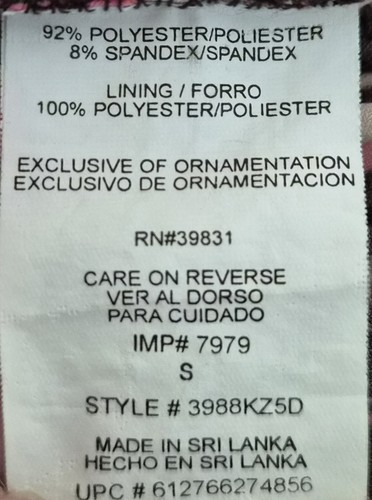 92% POLYESTER/POLIESTER
8% SPANDEX/SPANDEX
LINING / FORRO
100% POLYESTER/POLIESTER
EXCLUSIVE OF ORNAMENTATION
EXCLUSIVO DE ORNAMENTACION
RN#39831
CARE ON REVERSE
VER AL DORSO
PARA CUIDADO
IMP# 7979
S
STYLE # 3988KZ5D
MADE IN SRI LANKA
HECHO EN SRI LANKA
UPC # 612766274856